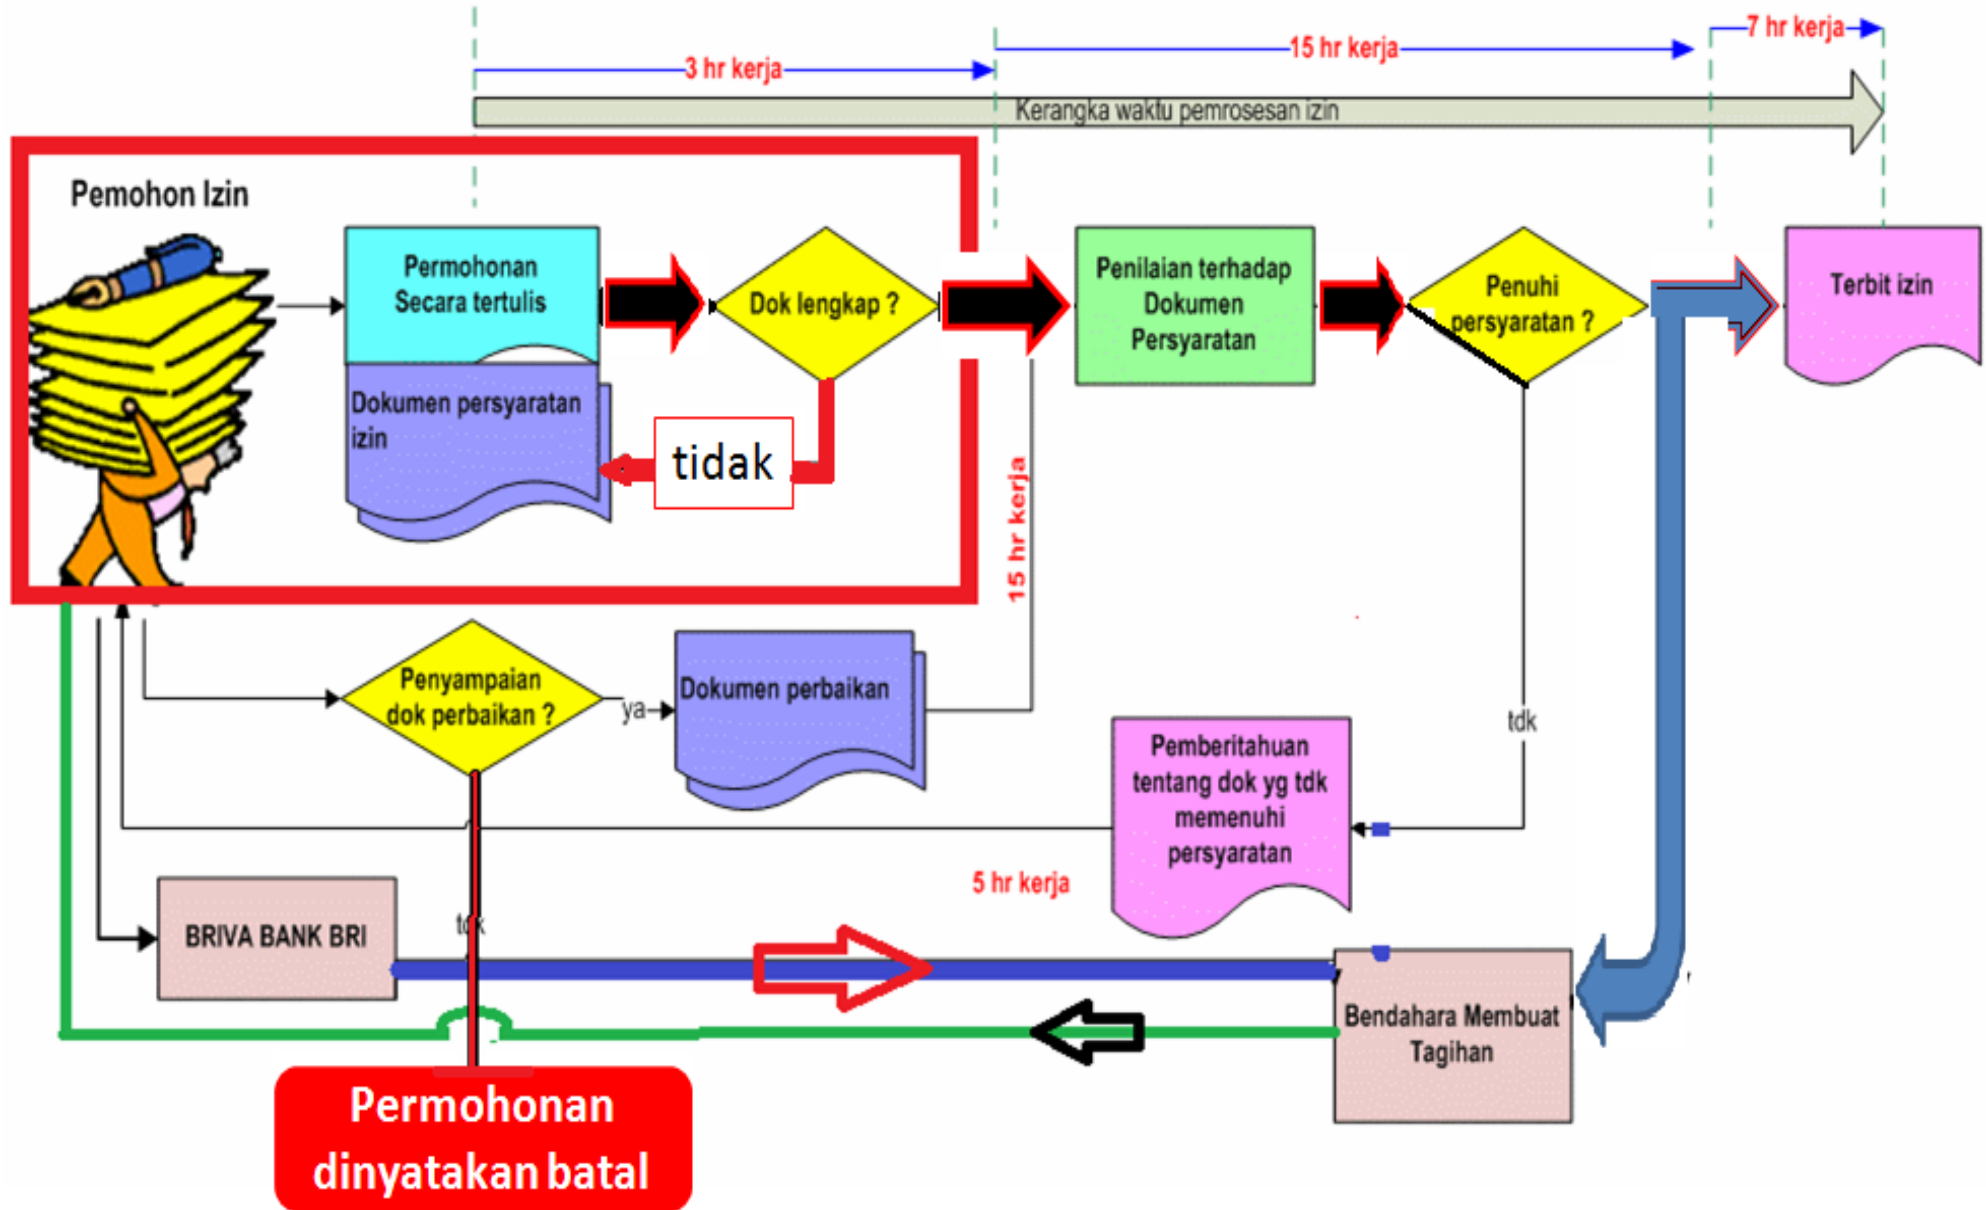 7 hr kerja
15 hr kerja
3 hr kerja
Kerangka waktu pemrosesan izin
Pemohon Izin
Permohonan
Secara tertulis
Dok lengkap ?
Penilaian terhadap
Dokumen
Persyaratan
Penuhi
persyaratan ?
Terbit izin
Dokumen persyaratan
izin
tidak
15 hr kerja
Penyampaian
dok perbaikan ?
ya
Dokumen perbaikan
tdk
Pemberitahuan
tentang dok yg tdk
memenuhi
persyaratan
5 hr kerja
BRIVA BANK BRI
tdk
Bendahara Membuat
Tagihan
Permohonan
dinyatakan batal